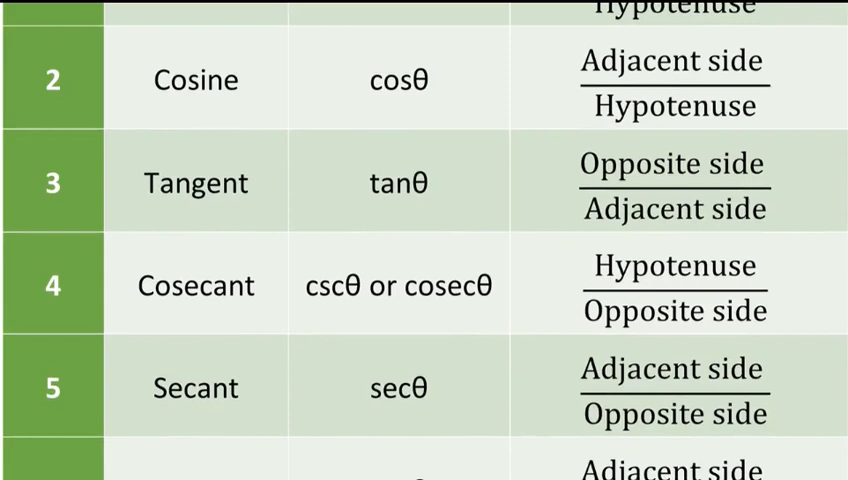 Hypotenuse
2 Cosine cosθ Adjacent side
Hypotenuse
3 Tangent tanθ Opposite side
Adjacent side
4 Cosecant cscθ or cosecθ Hypotenuse
Opposite side
5 Secant secθ Adjacent side
Opposite side
Adjacent side